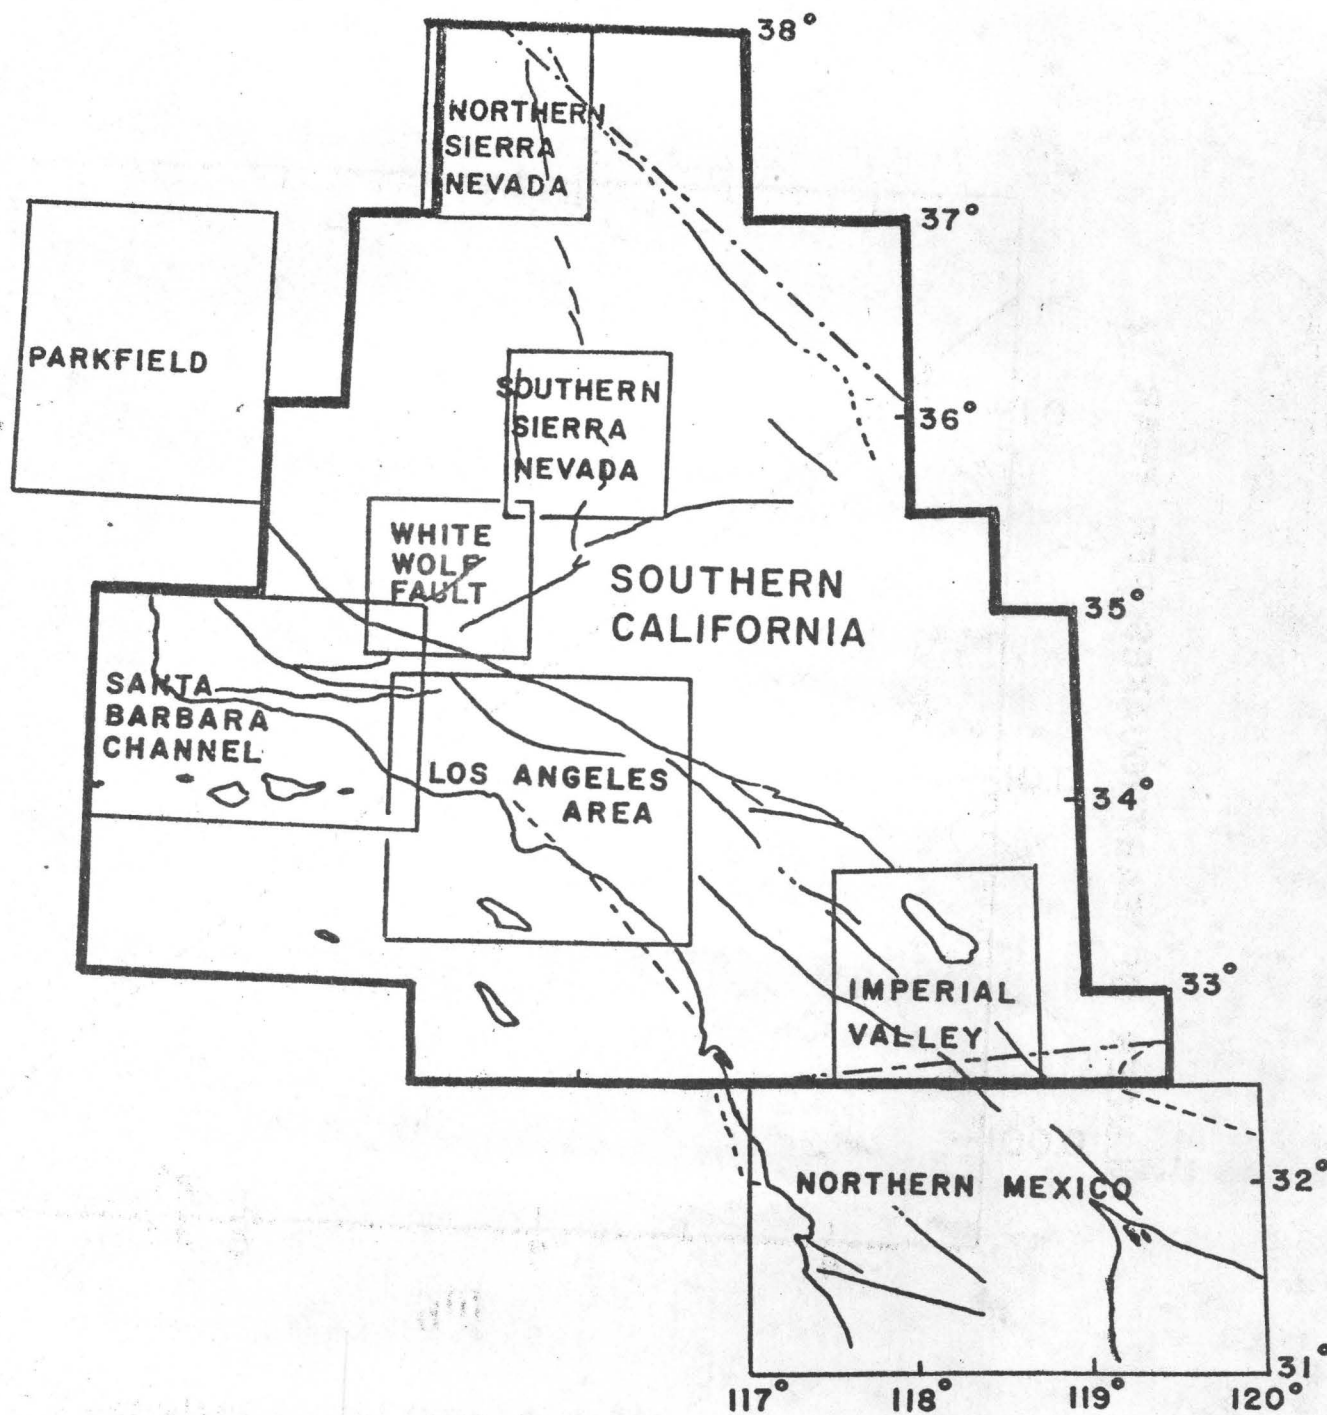 38°
NORTHERN
SIERRA
NEVADA
37°
PARKFIELD
SOUTHERN
SIERRA
NEVADA
36°
WHITE
WOLF
FAULT
SOUTHERN
CALIFORNIA
35°
SANTA
BARBARA
CHANNEL
LOS ANGELES
AREA
34°
IMPERIAL
VALLEY
33°
NORTHERN MEXICO
32°
31°
117° 118° 119° 120°